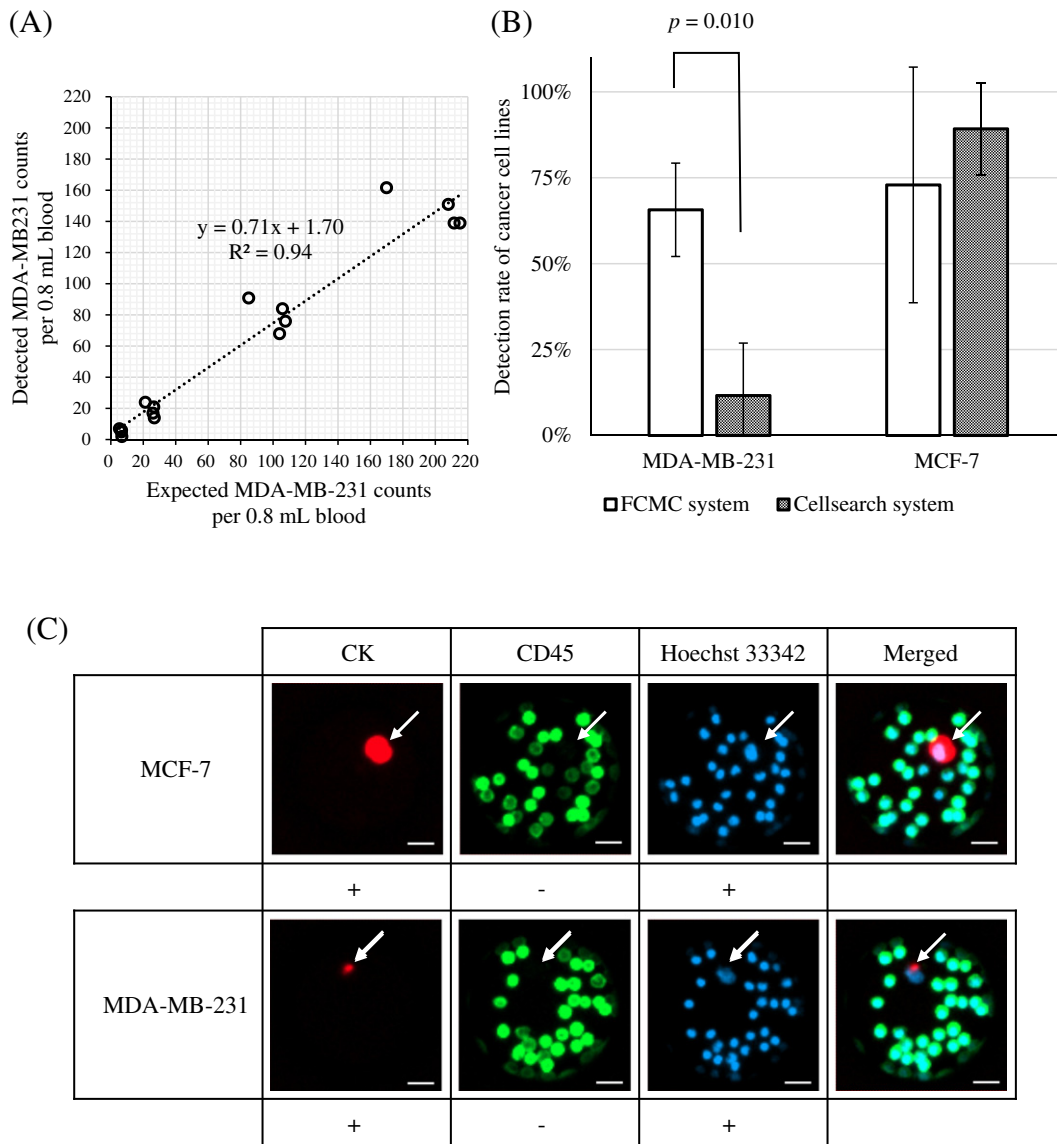 (A)
220
200
180
160
140
120
100
80
60
40
20
0
0 20 40 60 80 100 120 140 160 180 200 220
Detected MDA-MB231 counts
per 0.8 mL blood
y = 0.71x + 1.70
R² = 0.94
Expected MDA-MB-231 counts
per 0.8 mL blood
(B)
p = 0.010
Detection rate of cancer cell lines
100%
75%
50%
25%
0%
MDA-MB-231 MCF-7
FCMC system Cellsearch system
(C)
CK CD45 Hoechst 33342 Merged
MCF-7
+ - +
MDA-MB-231
+ - +